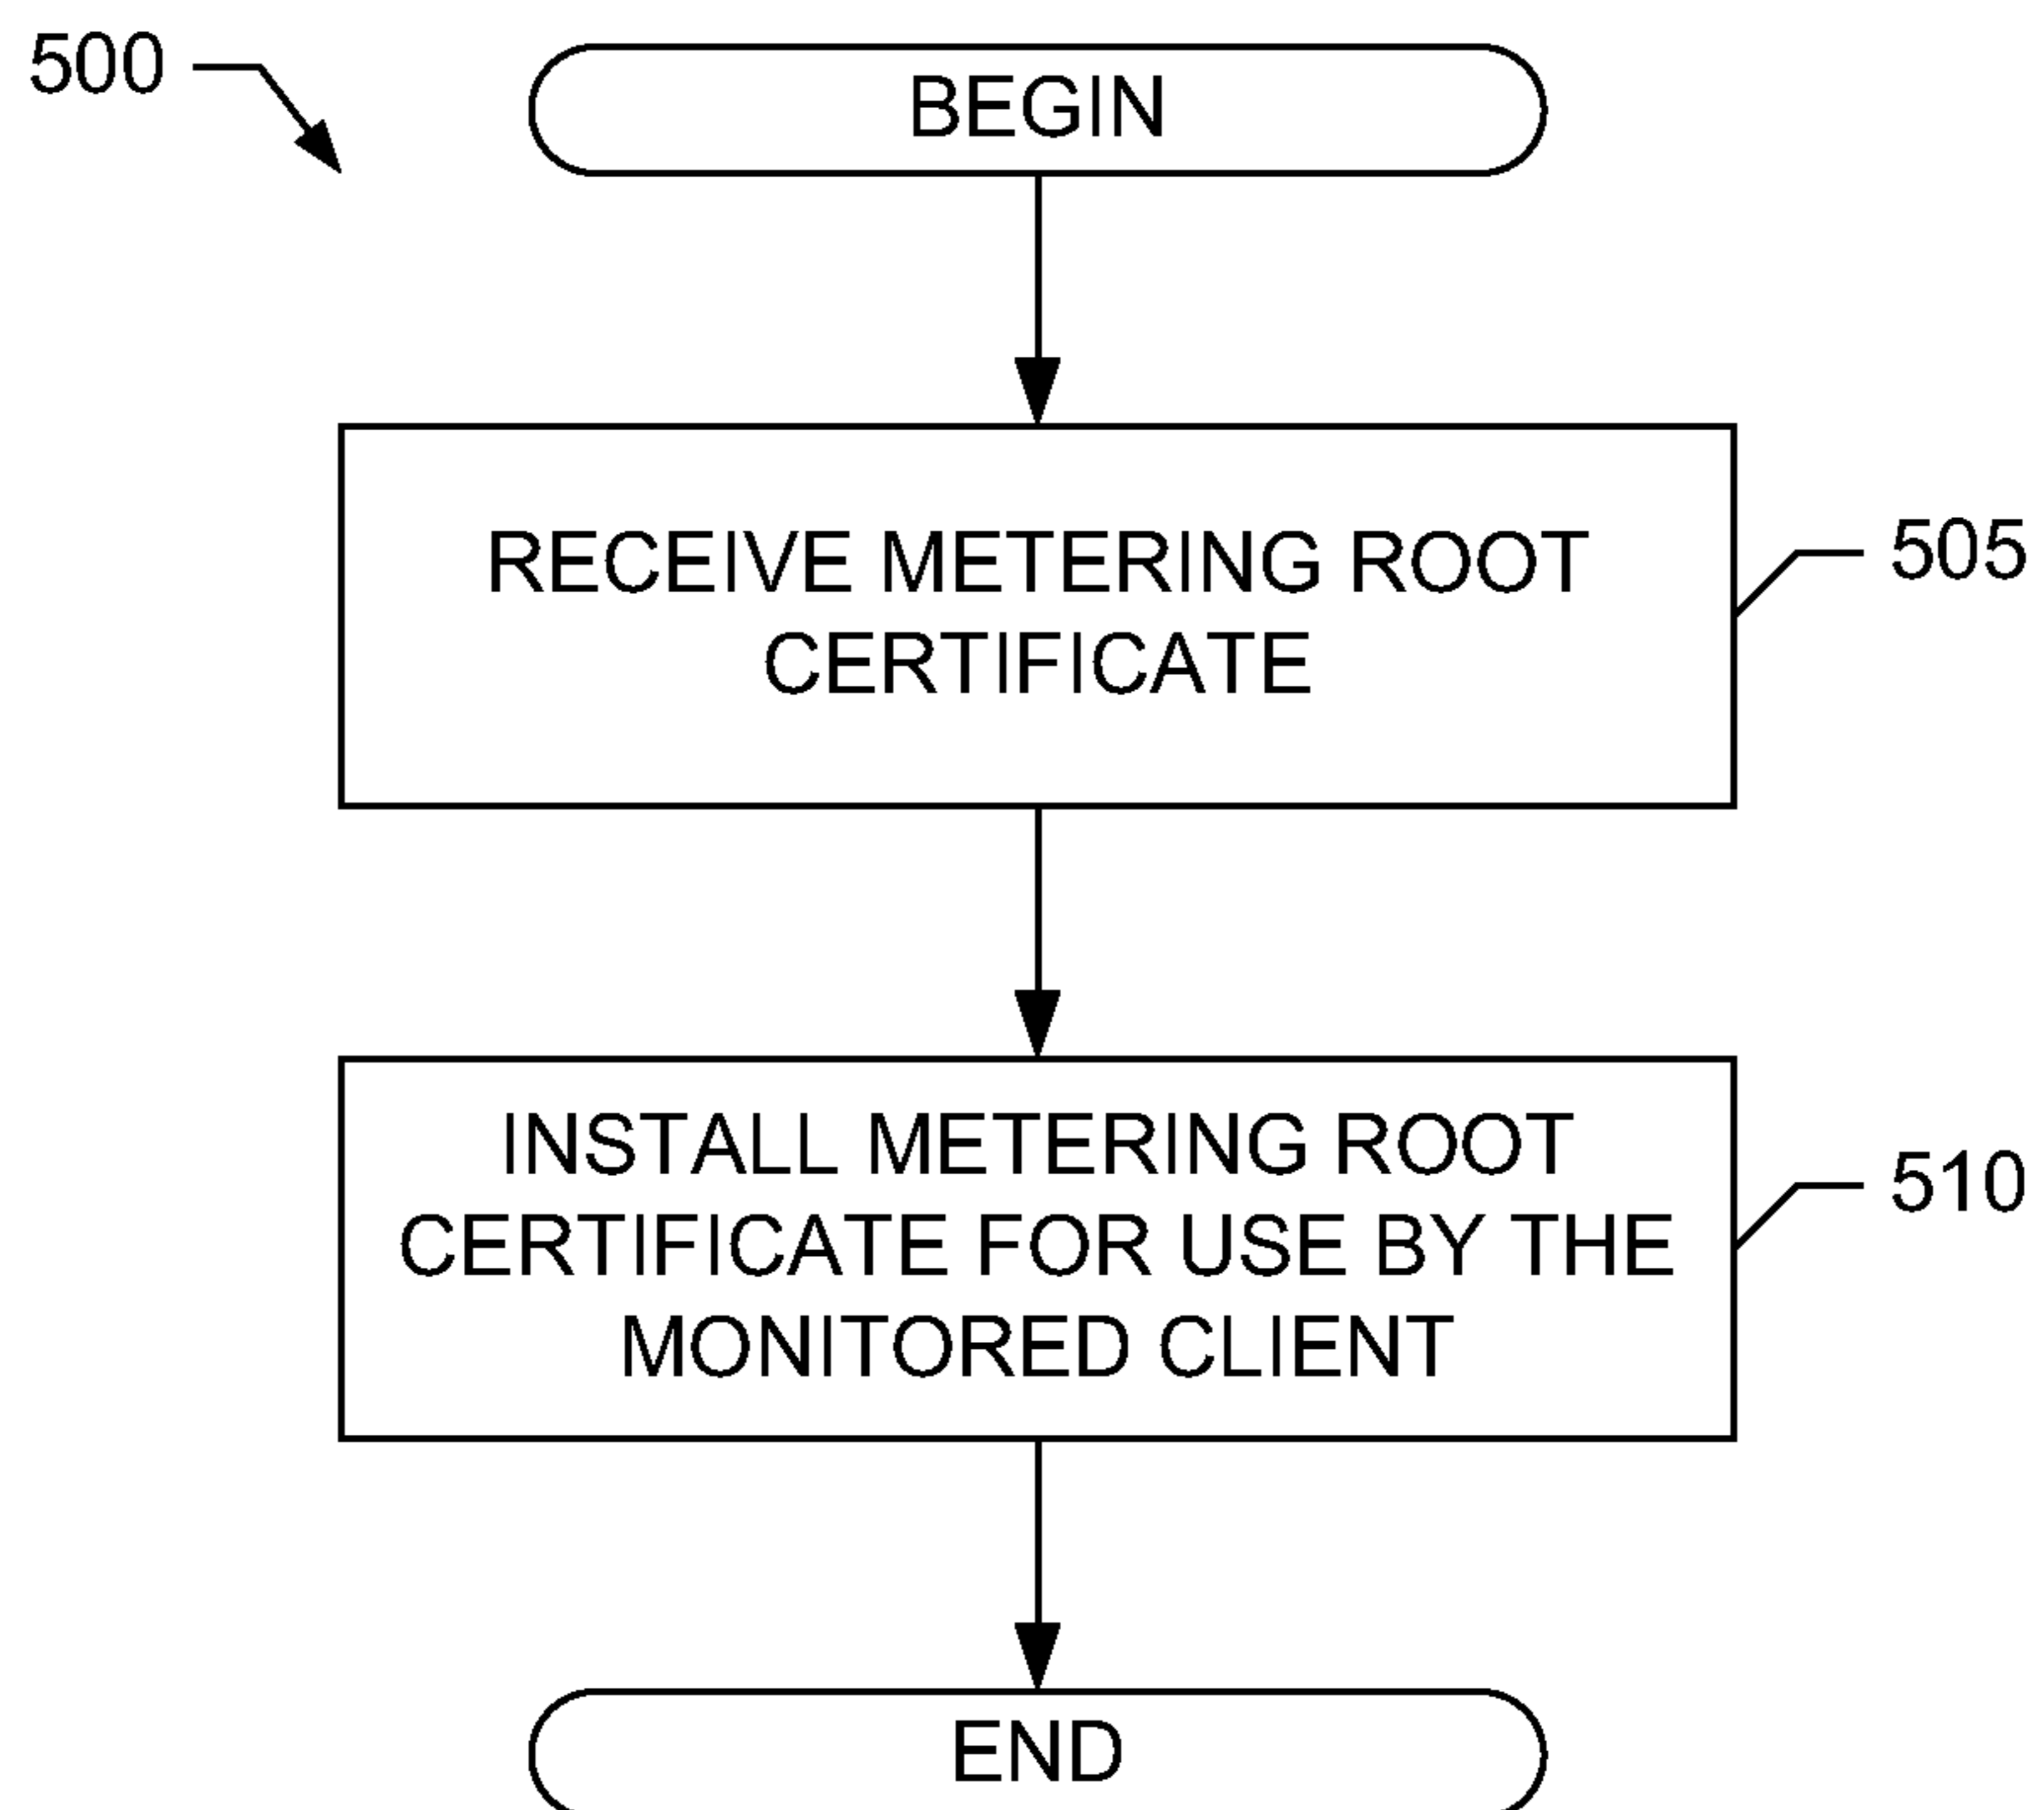 500
BEGIN
RECEIVE METERING ROOT
CERTIFICATE
505
INSTALL METERING ROOT
CERTIFICATE FOR USE BY THE
MONITORED CLIENT
510
END